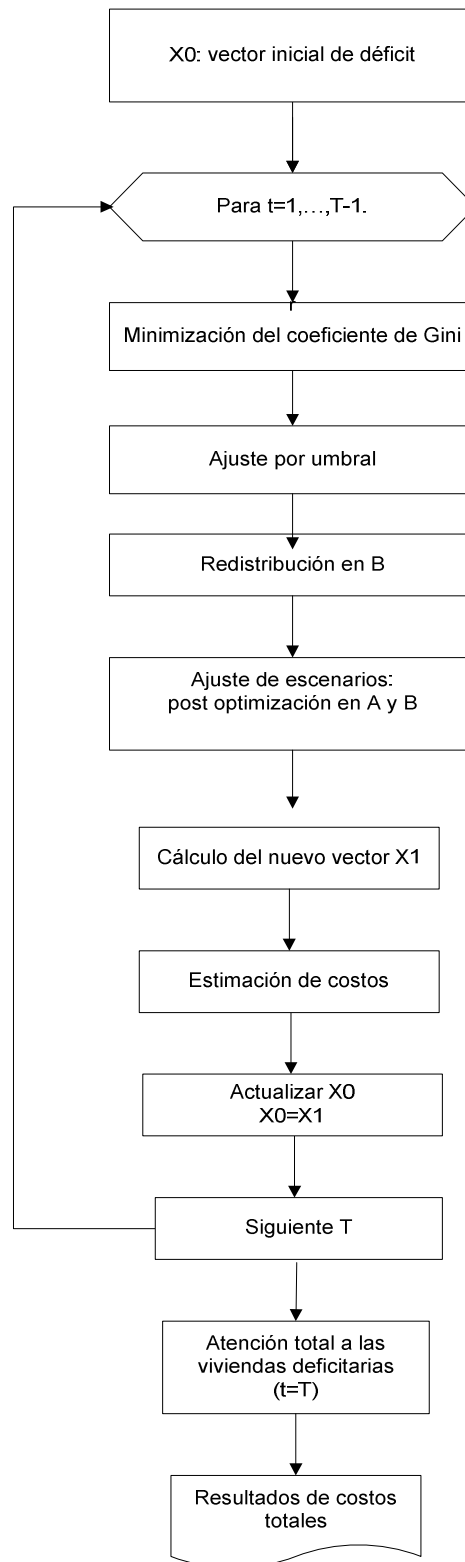 X0: vector inicial de déficit
Para t=1,…,T-1.
Minimización del coeficiente de Gini
Ajuste por umbral
Redistribución en B
Ajuste de escenarios:
post optimización en A y B
Cálculo del nuevo vector X1
Estimación de costos
Actualizar X0
X0=X1
Siguiente T
Atención total a las
viviendas deficitarias
(t=T)
Resultados de costos
totales